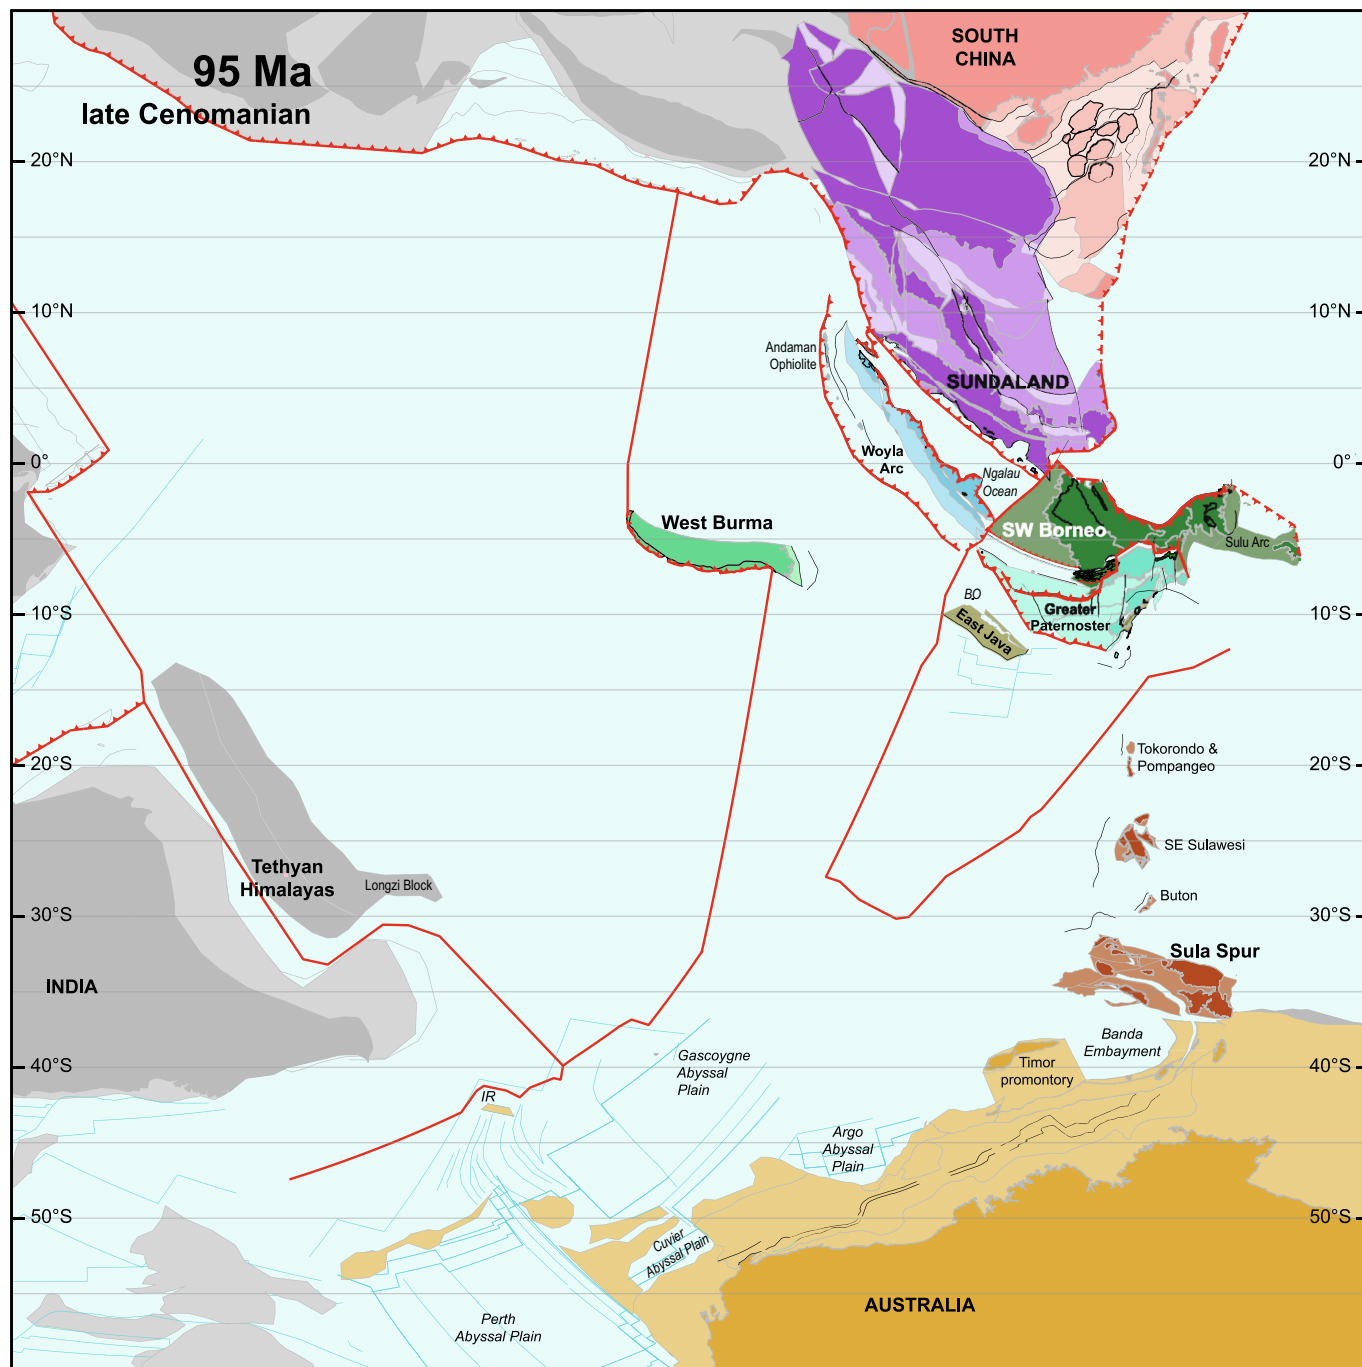 95 Ma
late Cenomanian
SOUTH
CHINA
20°N
20°N
10°N
10°N
Andaman
Ophiolite
SUNDALAND
Woyla
Arc
Ngalau
Ocean
0°
0°
West Burma
SW Borneo
Sulu Arc
BO
East Java
Greater
Paternoster
10°S
10°S
Tokorondo &
Pompangeo
20°S
20°S
SE Sulawesi
Tethyan
Himalayas
Longzi Block
Buton
30°S
30°S
Sula Spur
INDIA
Banda
Embayment
Timor
promontory
Gascoygne
Abyssal
Plain
40°S
40°S
IR
Argo
Abyssal
Plain
50°S
50°S
Cuvier
Abyssal Plain
Perth
Abyssal Plain
AUSTRALIA